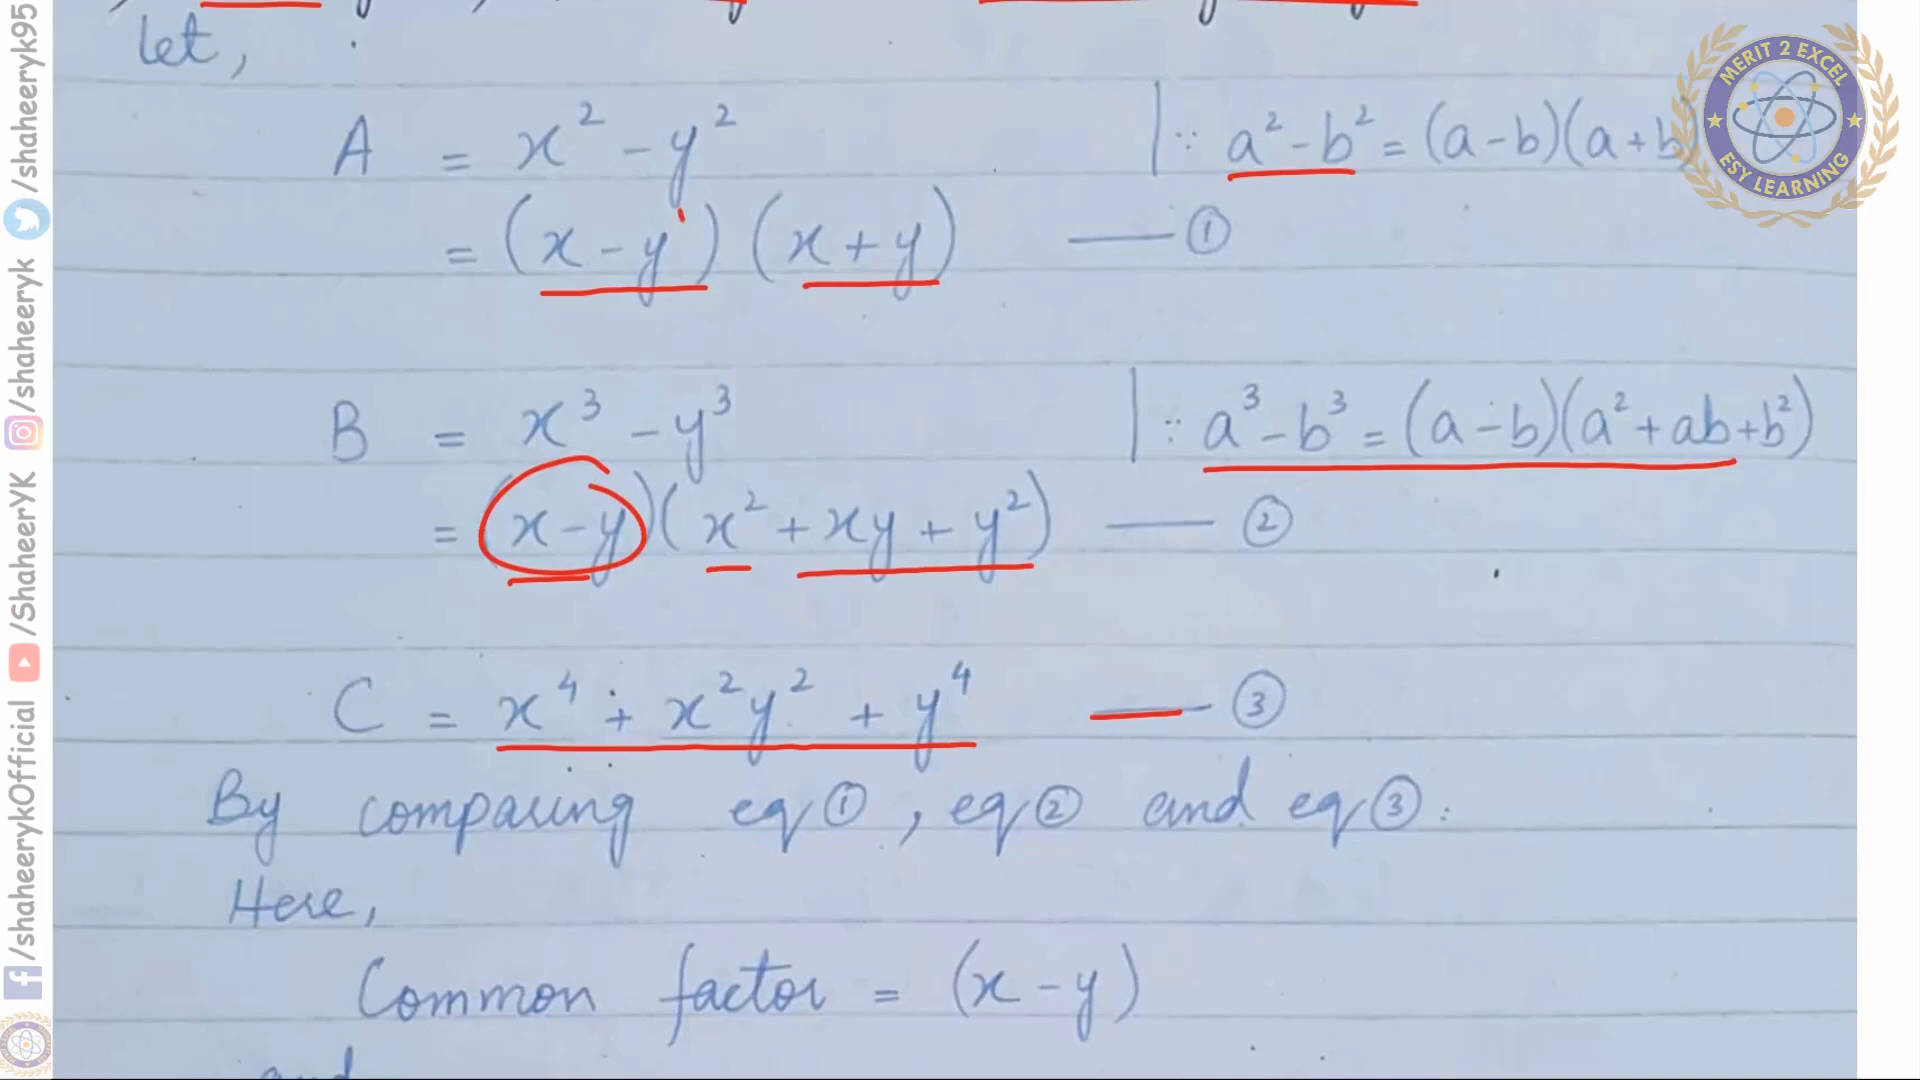 let,
A = x² - y² | ∵ a² - b² = (a - b)(a + b)
= (x - y) (x + y) —— ①
B = x³ - y³ | ∵ a³ - b³ = (a - b)(a² + ab + b²)
= (x - y)(x² + xy + y²) —— ②
C = x⁴ + x²y² + y⁴ —— ③
By comparing eq ①, eq ② and eq ③.
Here,
Common factor = (x - y)
and
MERIT 2 EXCEL
ESY LEARNING
/shaheerykOfficial /ShaheerYK /shaheeryk /shaheeryk95